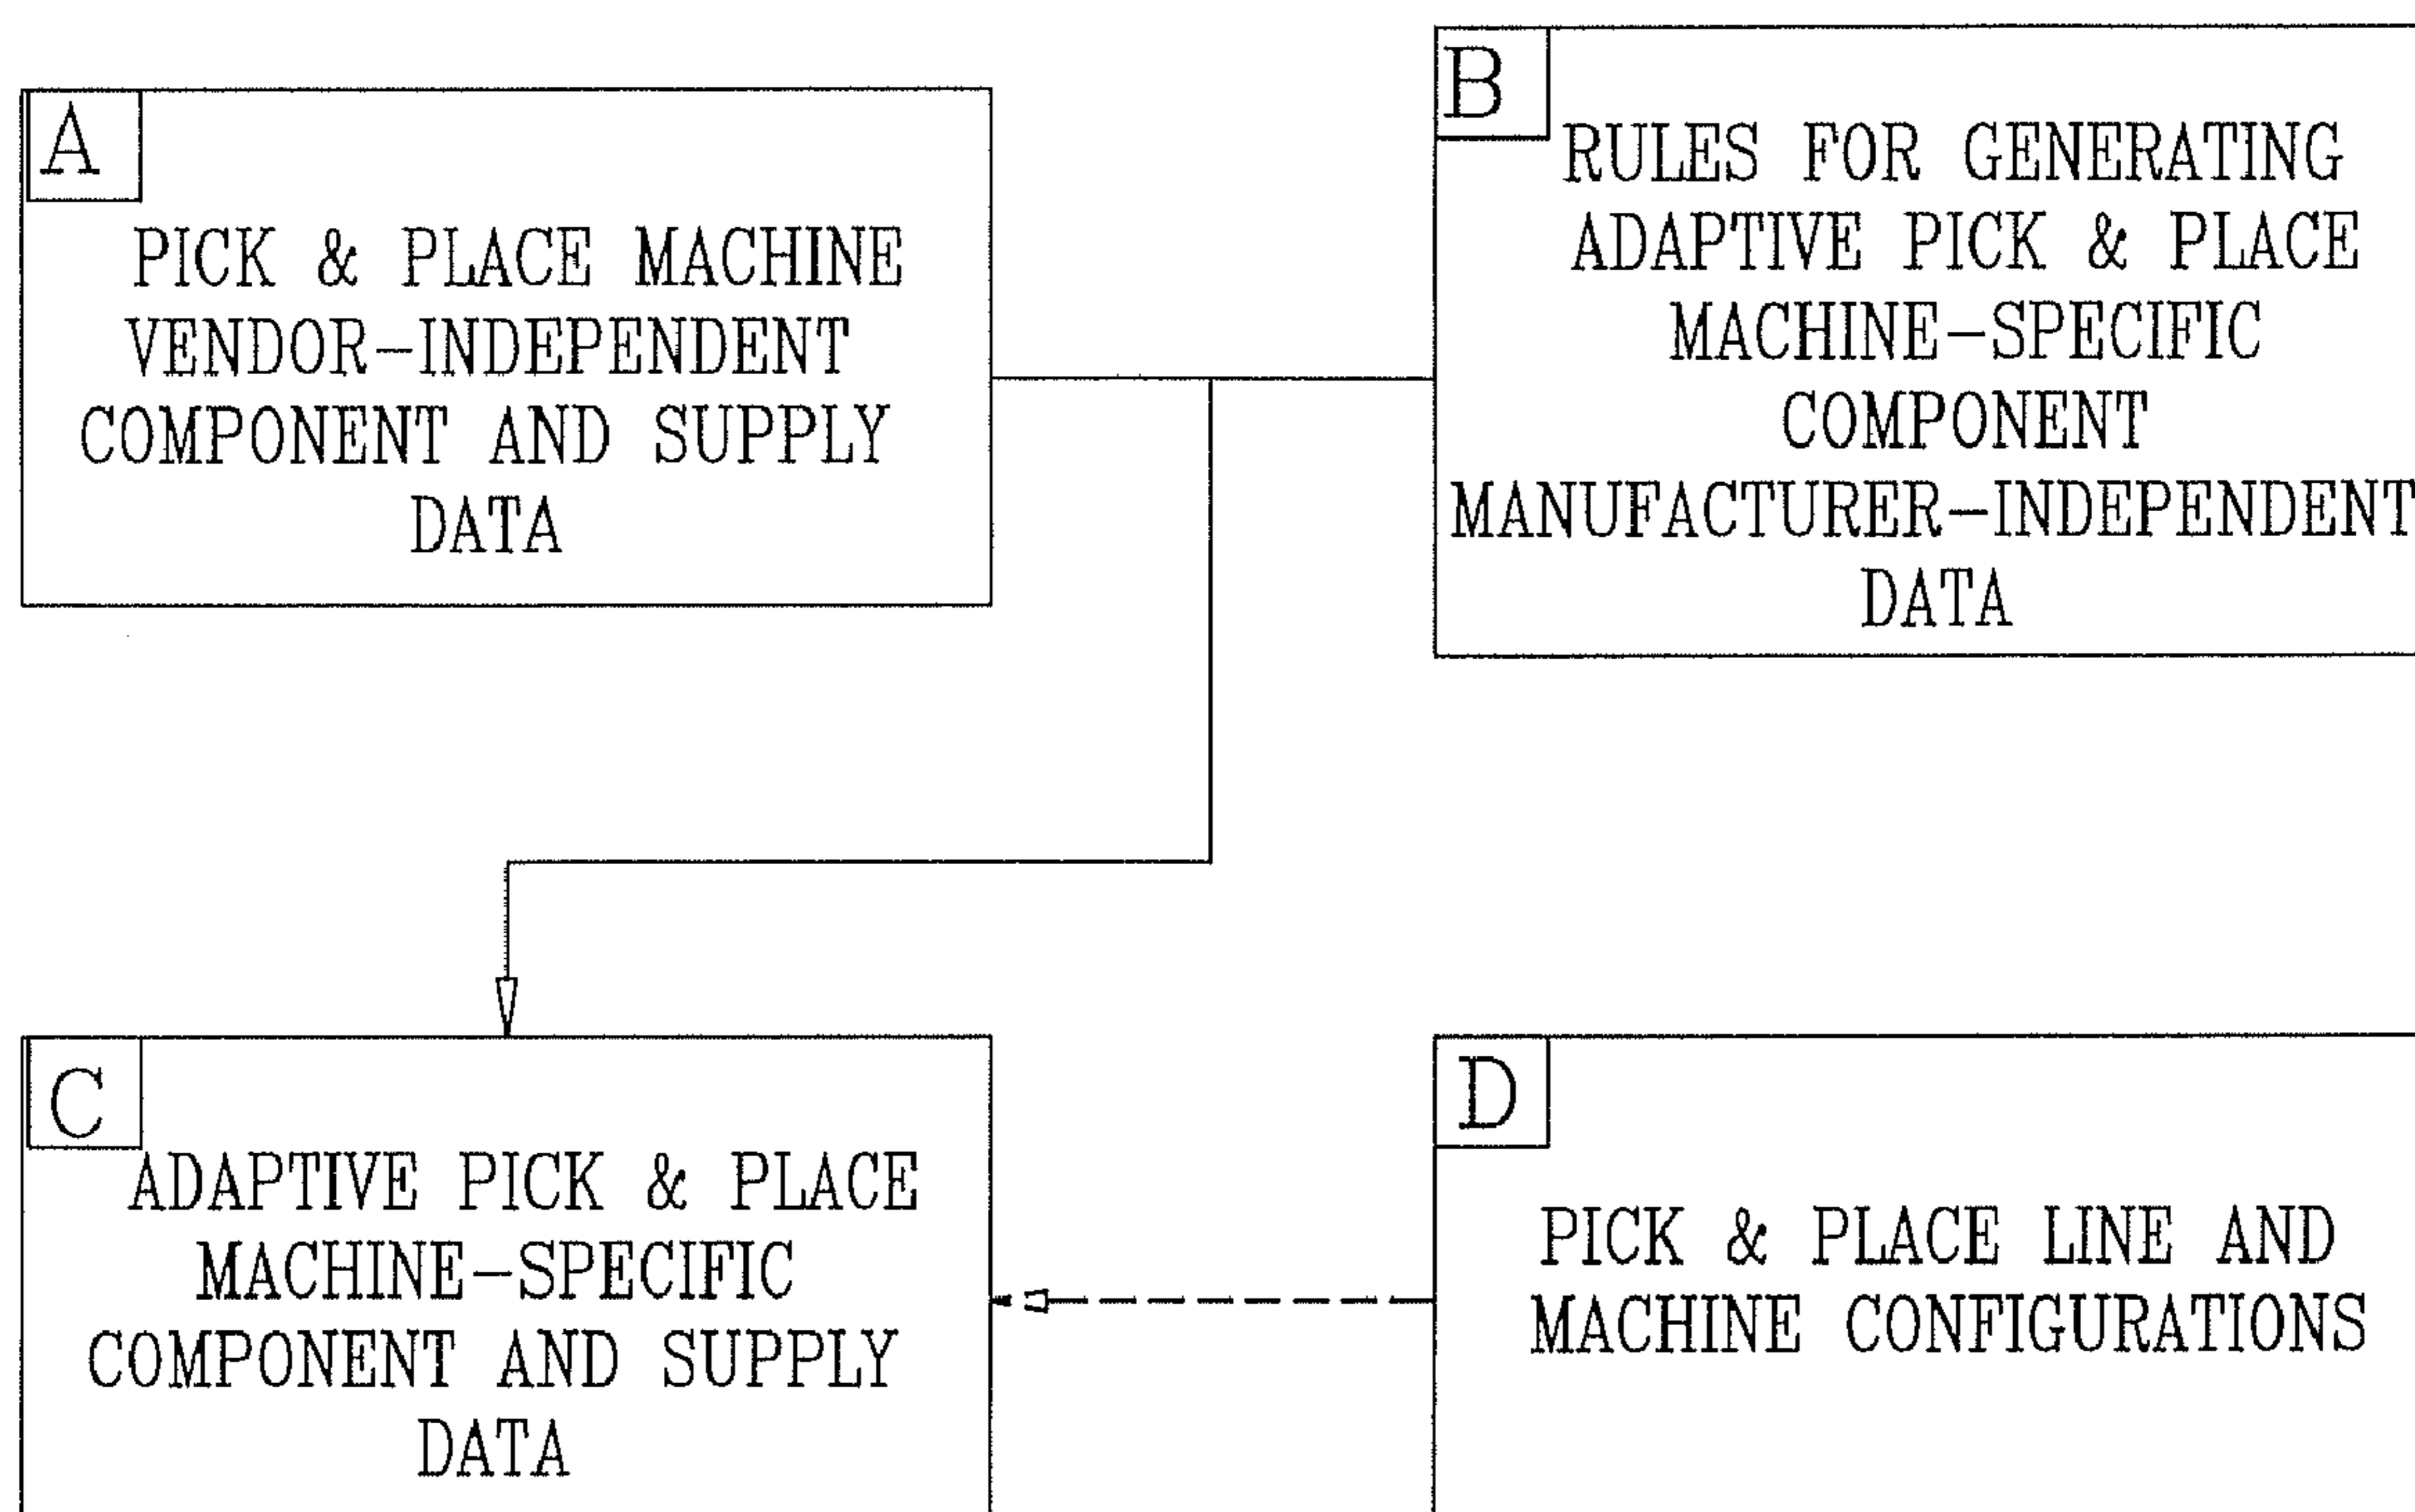 A
PICK & PLACE MACHINE
VENDOR-INDEPENDENT
COMPONENT AND SUPPLY
DATA
B
RULES FOR GENERATING
ADAPTIVE PICK & PLACE
MACHINE-SPECIFIC
COMPONENT
MANUFACTURER-INDEPENDENT
DATA
C
ADAPTIVE PICK & PLACE
MACHINE-SPECIFIC
COMPONENT AND SUPPLY
DATA
D
PICK & PLACE LINE AND
MACHINE CONFIGURATIONS